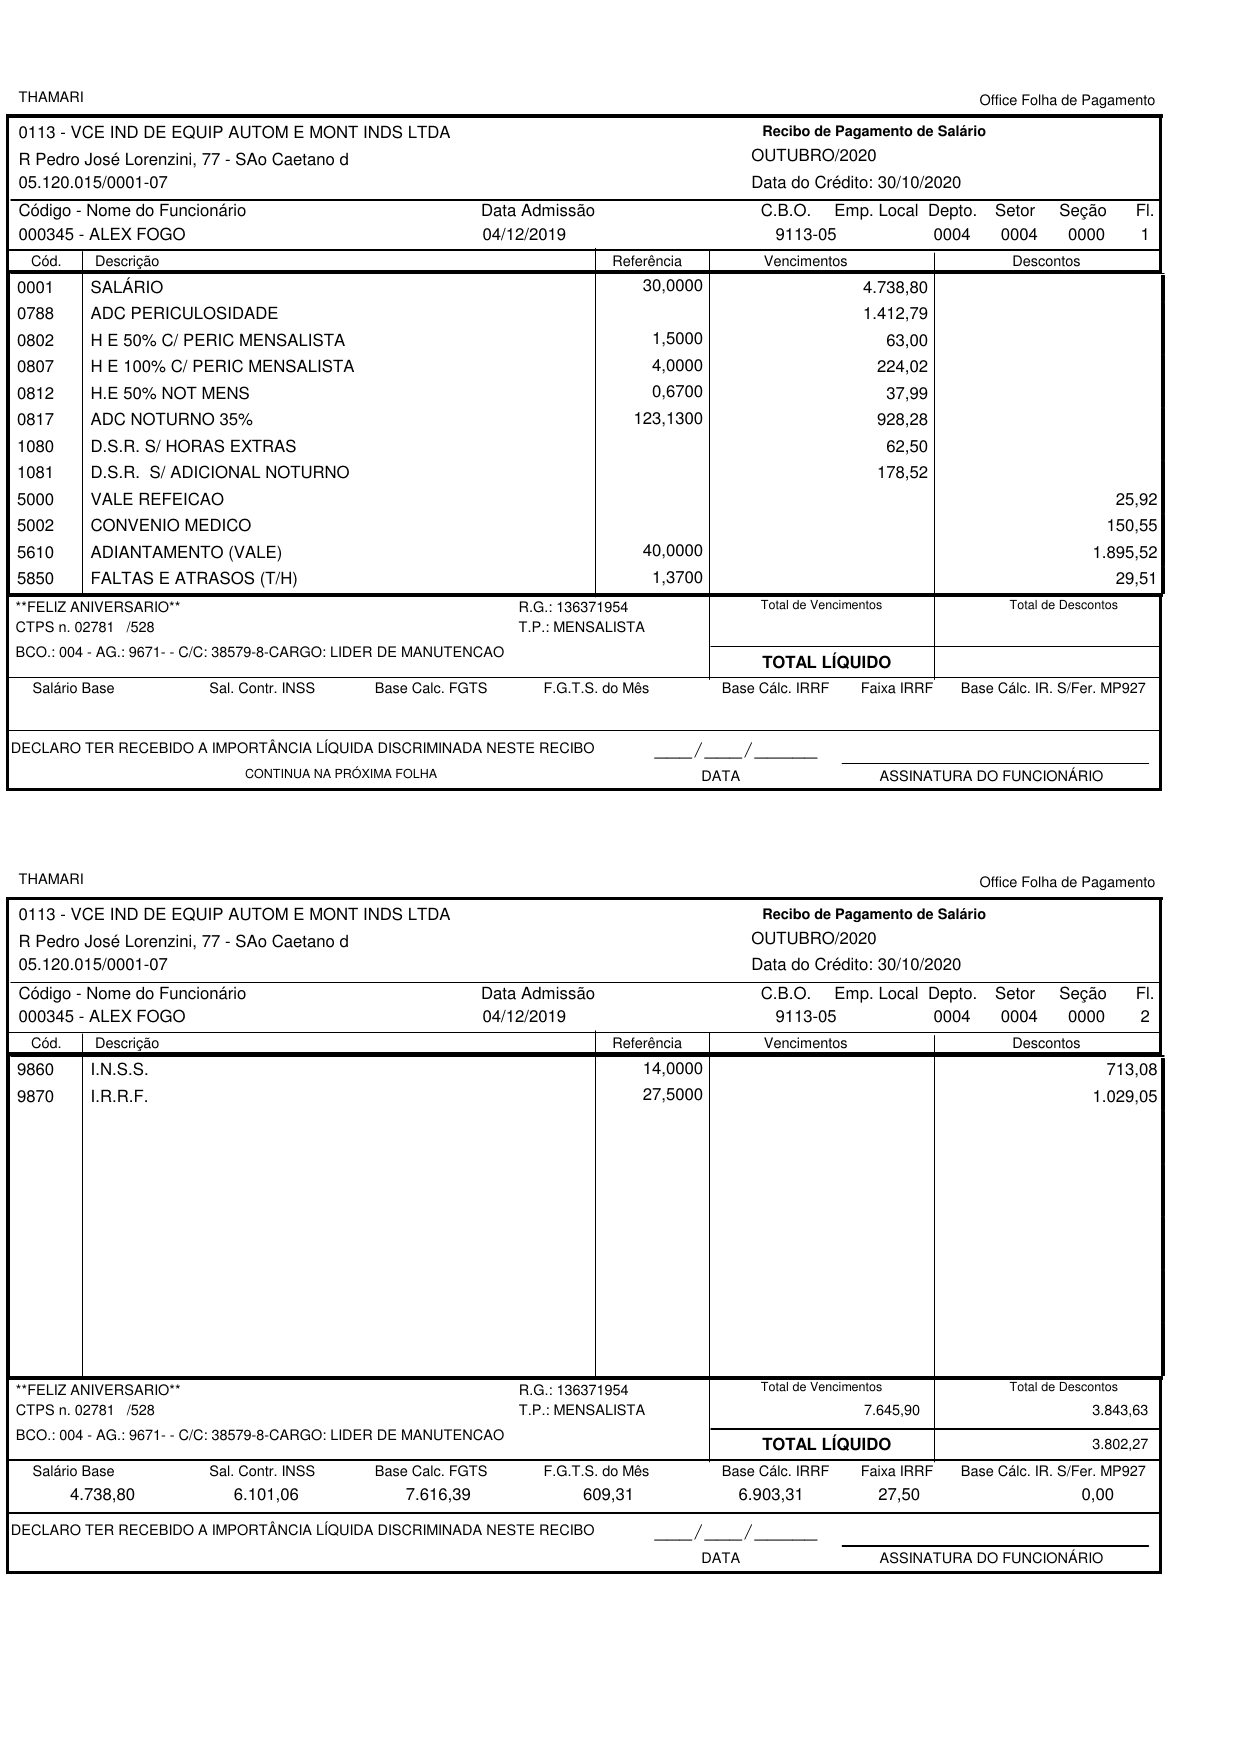 THAMARI
Office Folha de Pagamento
0113 - VCE IND DE EQUIP AUTOM E MONT INDS LTDA Recibo de Pagamento de Salário
R Pedro José Lorenzini, 77 - SAo Caetano d OUTUBRO/2020
05.120.015/0001-07 Data do Crédito: 30/10/2020
Código - Nome do Funcionário Data Admissão C.B.O. Emp. Local Depto. Setor Seção Fl.
000345 - ALEX FOGO 04/12/2019 9113-05 0004 0004 0000 1
Cód. Descrição Referência Vencimentos Descontos
0001 SALÁRIO 30,0000 4.738,80
0788 ADC PERICULOSIDADE 1.412,79
0802 H E 50% C/ PERIC MENSALISTA 1,5000 63,00
0807 H E 100% C/ PERIC MENSALISTA 4,0000 224,02
0812 H.E 50% NOT MENS 0,6700 37,99
0817 ADC NOTURNO 35% 123,1300 928,28
1080 D.S.R. S/ HORAS EXTRAS 62,50
1081 D.S.R. S/ ADICIONAL NOTURNO 178,52
5000 VALE REFEICAO 25,92
5002 CONVENIO MEDICO 150,55
5610 ADIANTAMENTO (VALE) 40,0000 1.895,52
5850 FALTAS E ATRASOS (T/H) 1,3700 29,51
**FELIZ ANIVERSARIO** R.G.: 136371954 Total de Vencimentos Total de Descontos
CTPS n. 02781 /528 T.P.: MENSALISTA
BCO.: 004 - AG.: 9671- - C/C: 38579-8-CARGO: LIDER DE MANUTENCAO
TOTAL LÍQUIDO
Salário Base Sal. Contr. INSS Base Calc. FGTS F.G.T.S. do Mês Base Cálc. IRRF Faixa IRRF Base Cálc. IR. S/Fer. MP927
DECLARO TER RECEBIDO A IMPORTÂNCIA LÍQUIDA DISCRIMINADA NESTE RECIBO ____/____/______
CONTINUA NA PRÓXIMA FOLHA DATA ASSINATURA DO FUNCIONÁRIO
THAMARI
Office Folha de Pagamento
0113 - VCE IND DE EQUIP AUTOM E MONT INDS LTDA Recibo de Pagamento de Salário
R Pedro José Lorenzini, 77 - SAo Caetano d OUTUBRO/2020
05.120.015/0001-07 Data do Crédito: 30/10/2020
Código - Nome do Funcionário Data Admissão C.B.O. Emp. Local Depto. Setor Seção Fl.
000345 - ALEX FOGO 04/12/2019 9113-05 0004 0004 0000 2
Cód. Descrição Referência Vencimentos Descontos
9860 I.N.S.S. 14,0000 713,08
9870 I.R.R.F. 27,5000 1.029,05
**FELIZ ANIVERSARIO** R.G.: 136371954 Total de Vencimentos Total de Descontos
CTPS n. 02781 /528 T.P.: MENSALISTA 7.645,90 3.843,63
BCO.: 004 - AG.: 9671- - C/C: 38579-8-CARGO: LIDER DE MANUTENCAO
TOTAL LÍQUIDO 3.802,27
Salário Base Sal. Contr. INSS Base Calc. FGTS F.G.T.S. do Mês Base Cálc. IRRF Faixa IRRF Base Cálc. IR. S/Fer. MP927
4.738,80 6.101,06 7.616,39 609,31 6.903,31 27,50 0,00
DECLARO TER RECEBIDO A IMPORTÂNCIA LÍQUIDA DISCRIMINADA NESTE RECIBO ____/____/______
DATA ASSINATURA DO FUNCIONÁRIO